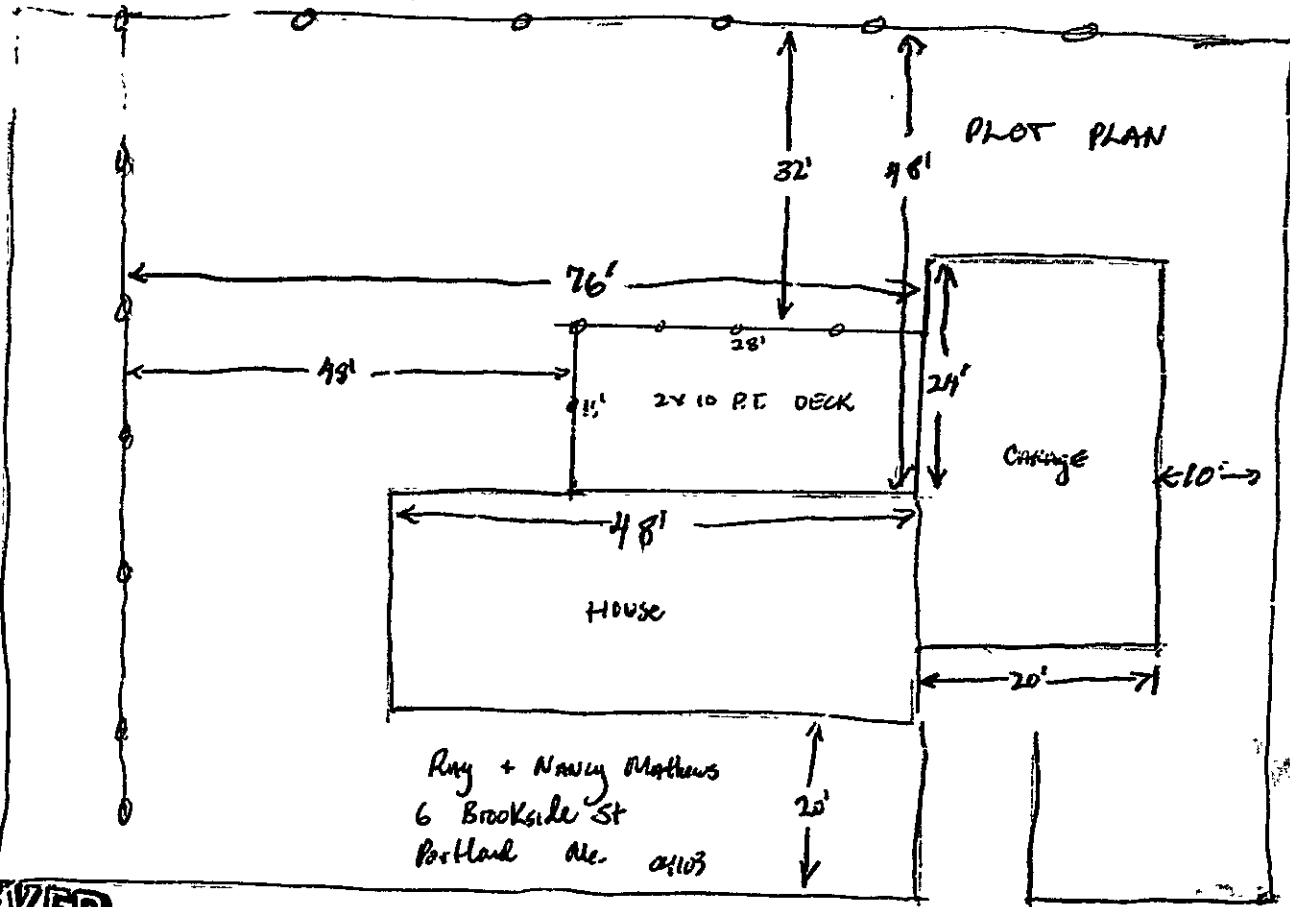 PLOT PLAN
32'
48'
76'
28'
48'
2x10 P.T. DECK
24'
GARAGE
10'
48'
HOUSE
20'
Ray + Nancy Mathews
6 Brookside St
Portland Me. 04103
20'